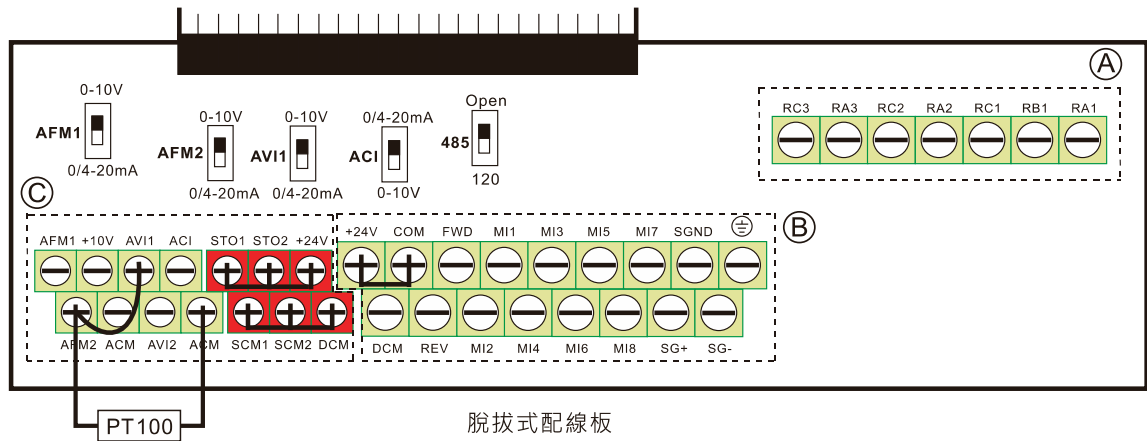 Ⓐ
0-10V
AFM1
0/4-20mA
0-10V
AFM2
0/4-20mA
0-10V
AVI1
0/4-20mA
0/4-20mA
ACI
0-10V
Open
485
120
RC3 RA3 RC2 RA2 RC1 RB1 RA1
Ⓒ
AFM1 +10V AVI1 ACI STO1 STO2 +24V
AFM2 ACM AVI2 ACM SCM1 SCM2 DCM
Ⓑ
+24V COM FWD MI1 MI3 MI5 MI7 SGND
DCM REV MI2 MI4 MI6 MI8 SG+ SG-
PT100
脫拔式配線板